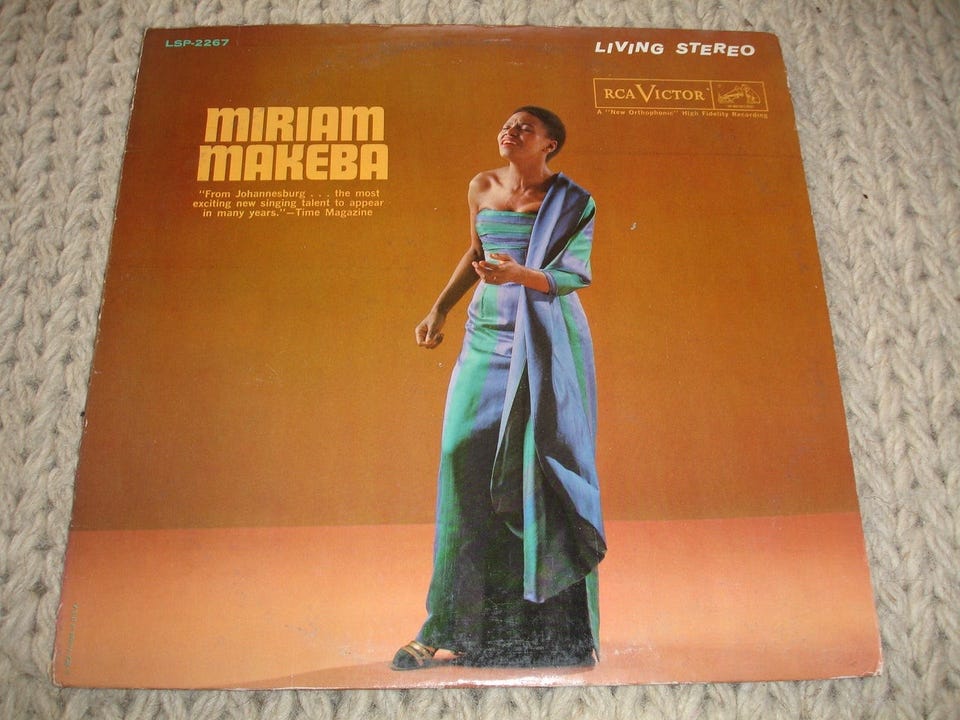 LSP-2267
LIVING STEREO
RCA VICTOR
A "New Orthophonic" High Fidelity Recording
MIRIAM
MAKEBA
"From Johannesburg . . . the most
exciting new singing talent to appear
in many years."—Time Magazine